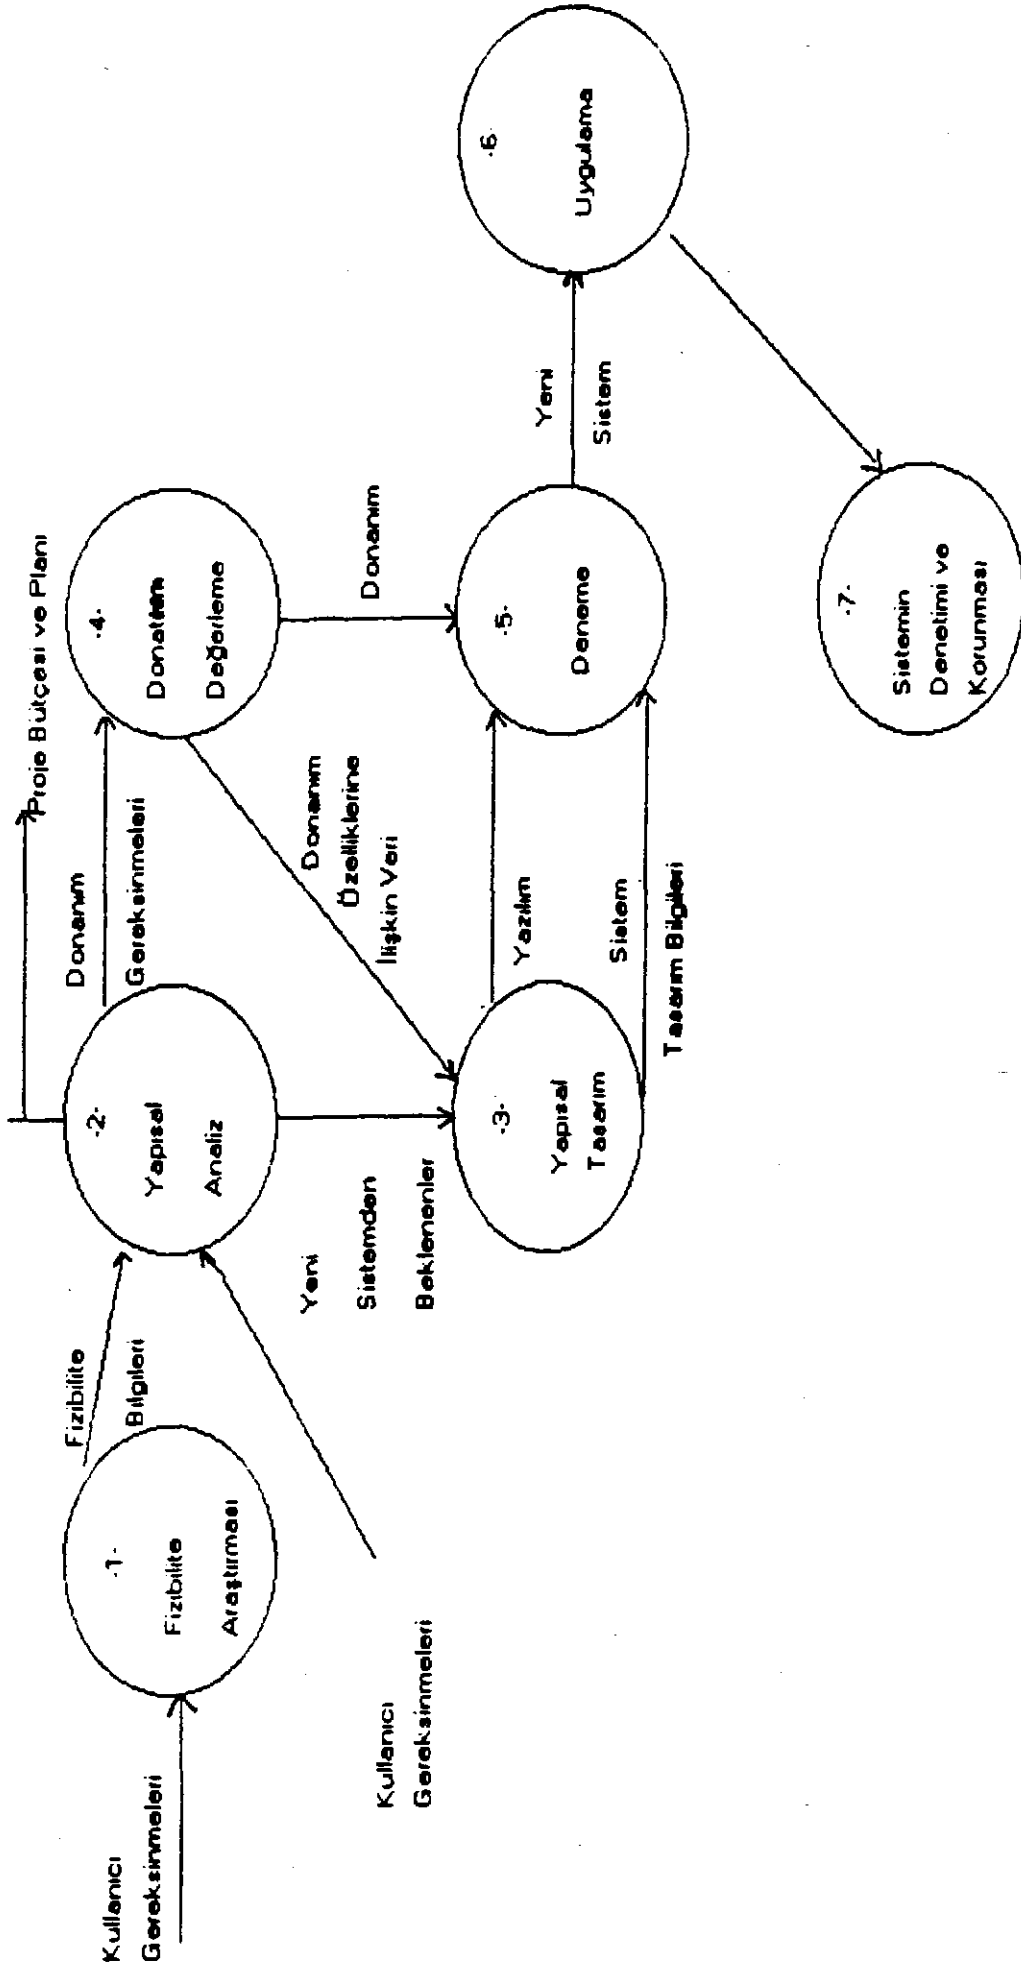 Kullanıcı
Gereksinmeleri
-1-
Fizibilite
Araştırması
Fizibilite
Bilgileri
Kullanıcı
Gereksinmeleri
-2-
Yapısal
Analiz
Proje Bütçesi ve Planı
Donanım
Gereksinmeleri
Yeni
Sistemden
Beklenenler
-3-
Yapısal
Tasarım
-4-
Değerleme
Donanım
Özelliklerine
İlişkin Veri
Donanım
Yazılım
Sistem
Tasarım Bilgileri
-5-
Deneme
Yeni
Sistem
-6-
Uygulama
-7-
Sistemin
Denetimi ve
Korunması